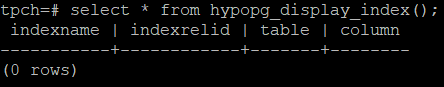 tpch=# select * from hypopg_display_index();
 indexname | indexrelid | table | column
-----------+------------+-------+--------
(0 rows)